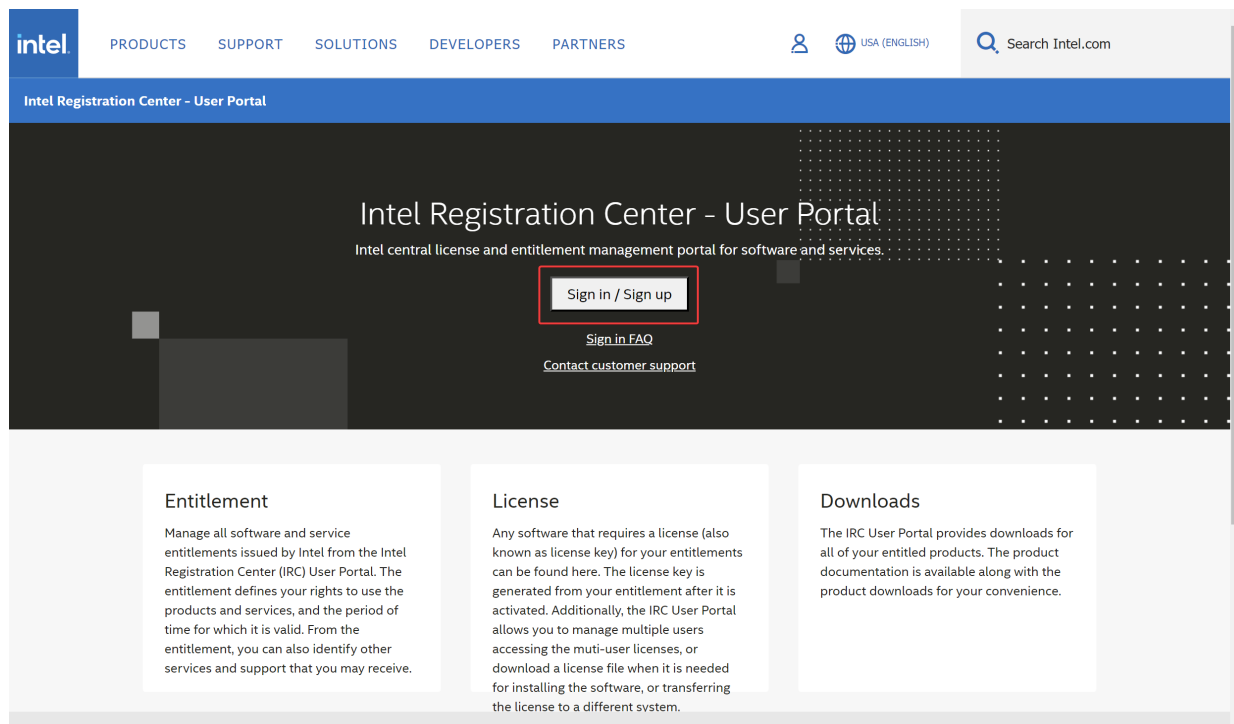 intel.
PRODUCTS SUPPORT SOLUTIONS DEVELOPERS PARTNERS USA (ENGLISH) Search Intel.com
Intel Registration Center - User Portal
Intel Registration Center - User Portal
Intel central license and entitlement management portal for software and services.
Sign in / Sign up
Sign in FAQ
Contact customer support
Entitlement
Manage all software and service
entitlements issued by Intel from the Intel
Registration Center (IRC) User Portal. The
entitlement defines your rights to use the
products and services, and the period of
time for which it is valid. From the
entitlement, you can also identify other
services and support that you may receive.
License
Any software that requires a license (also
known as license key) for your entitlements
can be found here. The license key is
generated from your entitlement after it is
activated. Additionally, the IRC User Portal
allows you to manage multiple users
accessing the muti-user licenses, or
download a license file when it is needed
for installing the software, or transferring
the license to a different system.
Downloads
The IRC User Portal provides downloads for
all of your entitled products. The product
documentation is available along with the
product downloads for your convenience.